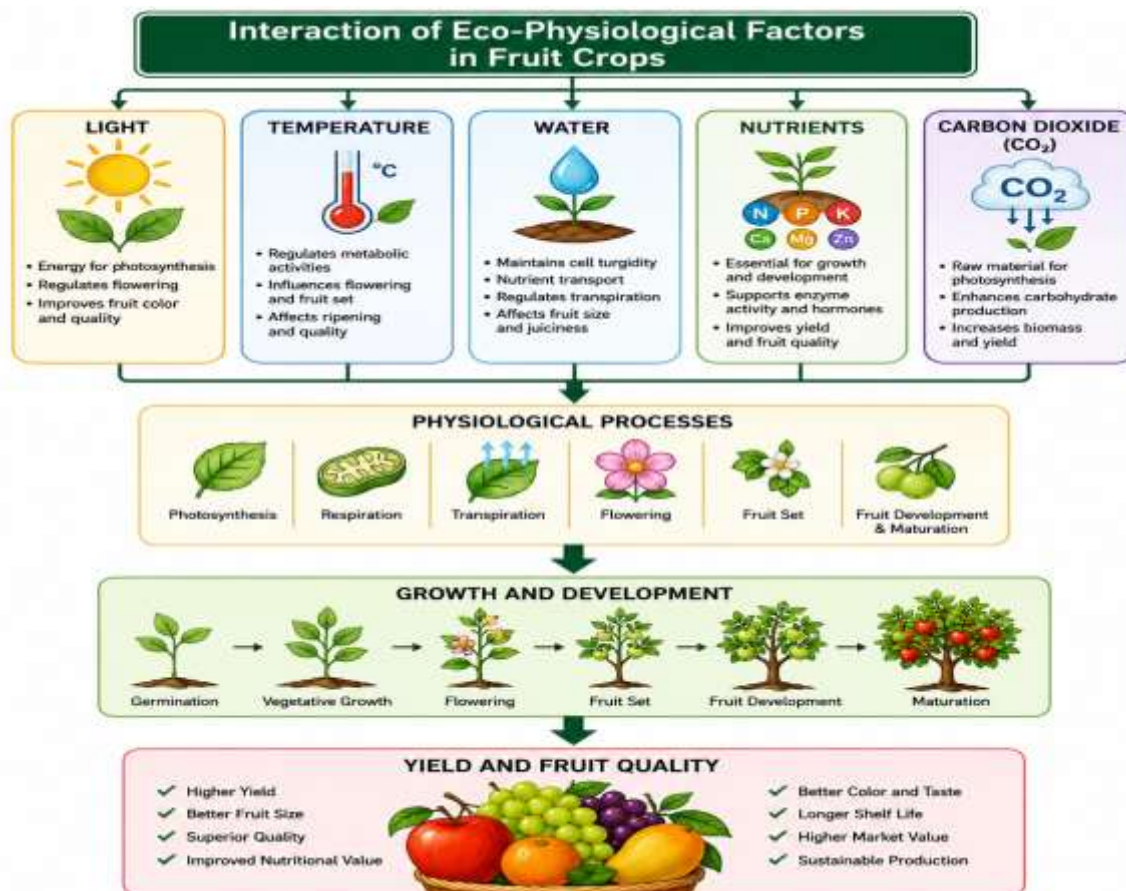 Interaction of Eco-Physiological Factors
in Fruit Crops
LIGHT
• Energy for photosynthesis
• Regulates flowering
• Improves fruit color
and quality
TEMPERATURE
°C
• Regulates metabolic
activities
• Influences flowering
and fruit set
• Affects ripening
and quality
WATER
• Maintains cell turgidity
• Nutrient transport
• Regulates transpiration
• Affects fruit size
and juiciness
NUTRIENTS
N P K
Ca Mg Zn
• Essential for growth
and development
• Supports enzyme
activity and hormones
• Improves yield
and fruit quality
CARBON DIOXIDE
(CO₂)
CO₂
• Raw material for
photosynthesis
• Enhances carbohydrate
production
• Increases biomass
and yield
PHYSIOLOGICAL PROCESSES
Photosynthesis
Respiration
Transpiration
Flowering
Fruit Set
Fruit Development
& Maturation
GROWTH AND DEVELOPMENT
Germination
Vegetative Growth
Flowering
Fruit Set
Fruit Development
Maturation
YIELD AND FRUIT QUALITY
✓ Higher Yield
✓ Better Fruit Size
✓ Superior Quality
✓ Improved Nutritional Value
✓ Better Color and Taste
✓ Longer Shelf Life
✓ Higher Market Value
✓ Sustainable Production